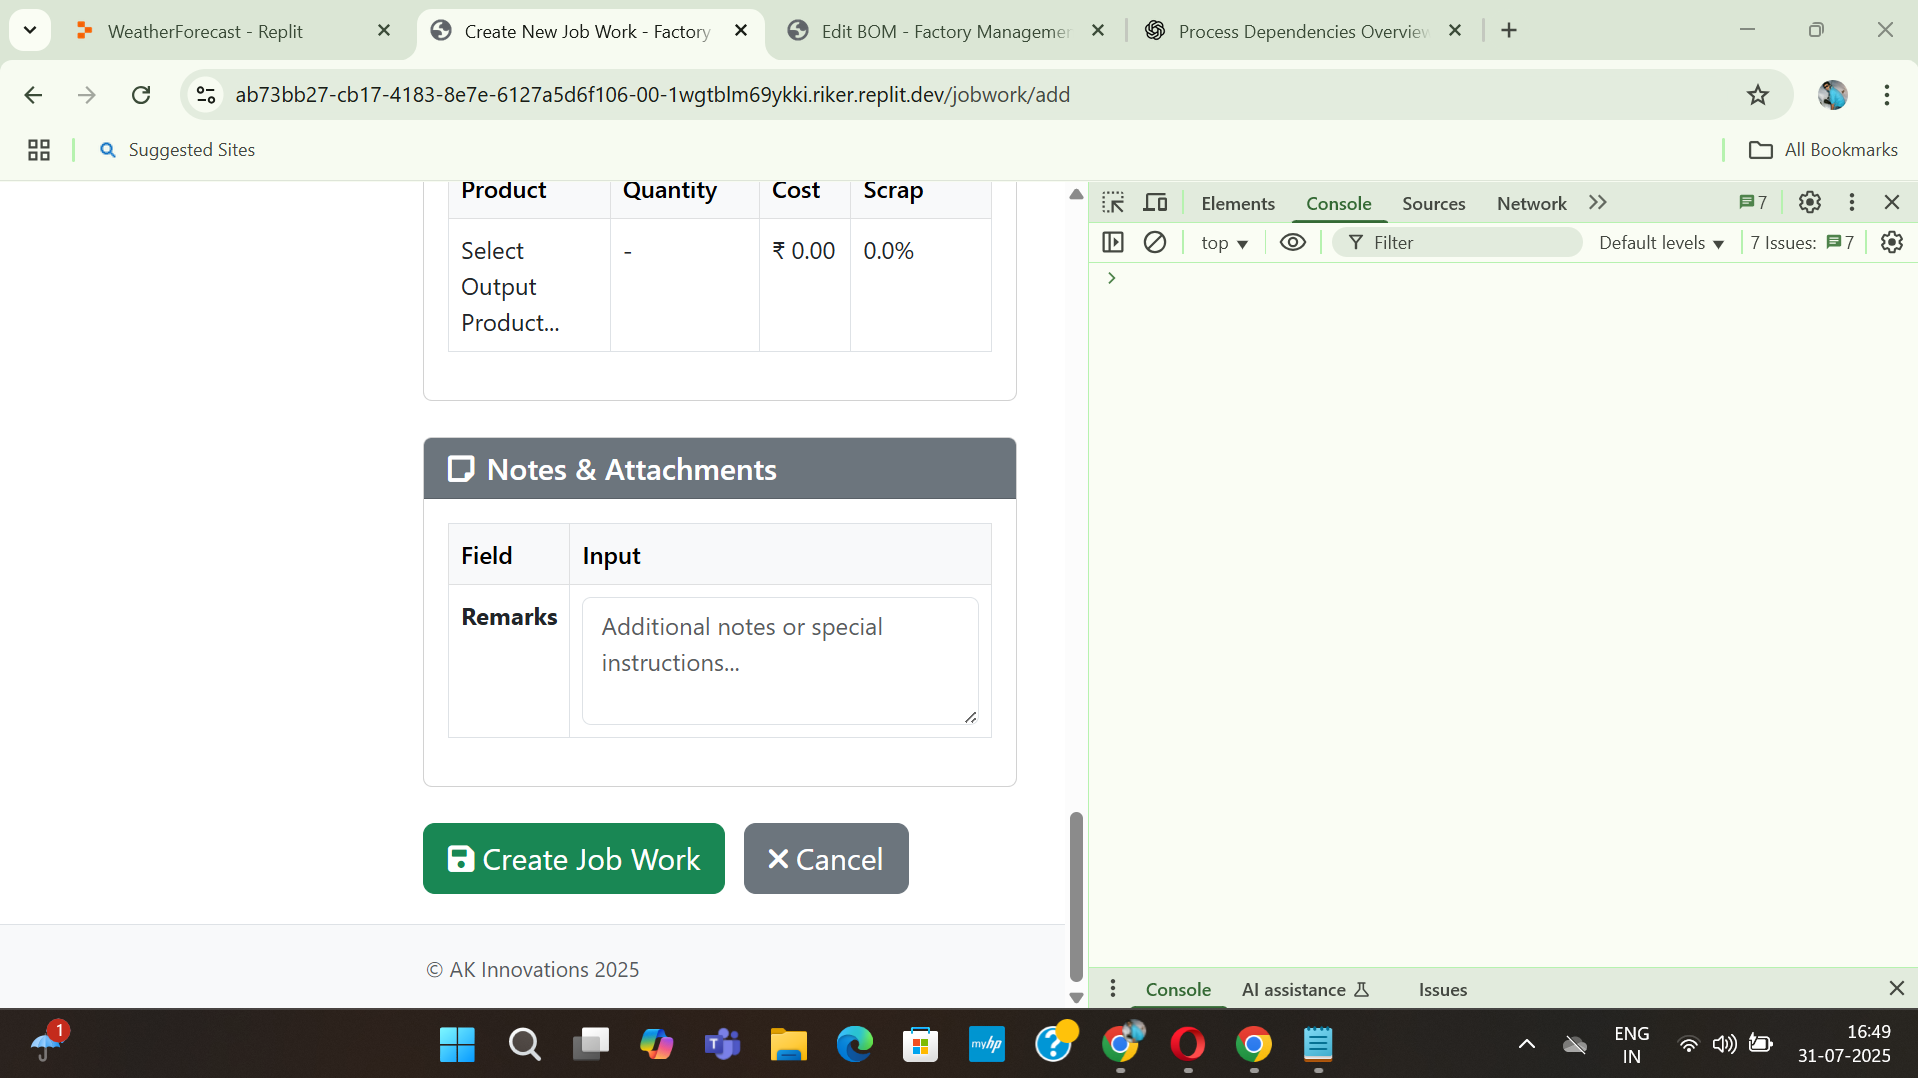 WeatherForecast - Replit
Create New Job Work - Factory
Edit BOM - Factory Managemer
Process Dependencies Overview
ab73bb27-cb17-4183-8e7e-6127a5d6f106-00-1wgtblm69ykki.riker.replit.dev/jobwork/add
Suggested Sites
All Bookmarks
Product Quantity Cost Scrap
Select Output Product... - ₹ 0.00 0.0%
Notes & Attachments
Field Input
Remarks
Additional notes or special
instructions...
Create Job Work
Cancel
© AK Innovations 2025
Elements Console Sources Network 7
top Filter Default levels 7 Issues: 7
Console AI assistance Issues
1
T
myhp
?
ENG
IN
16:49
31-07-2025